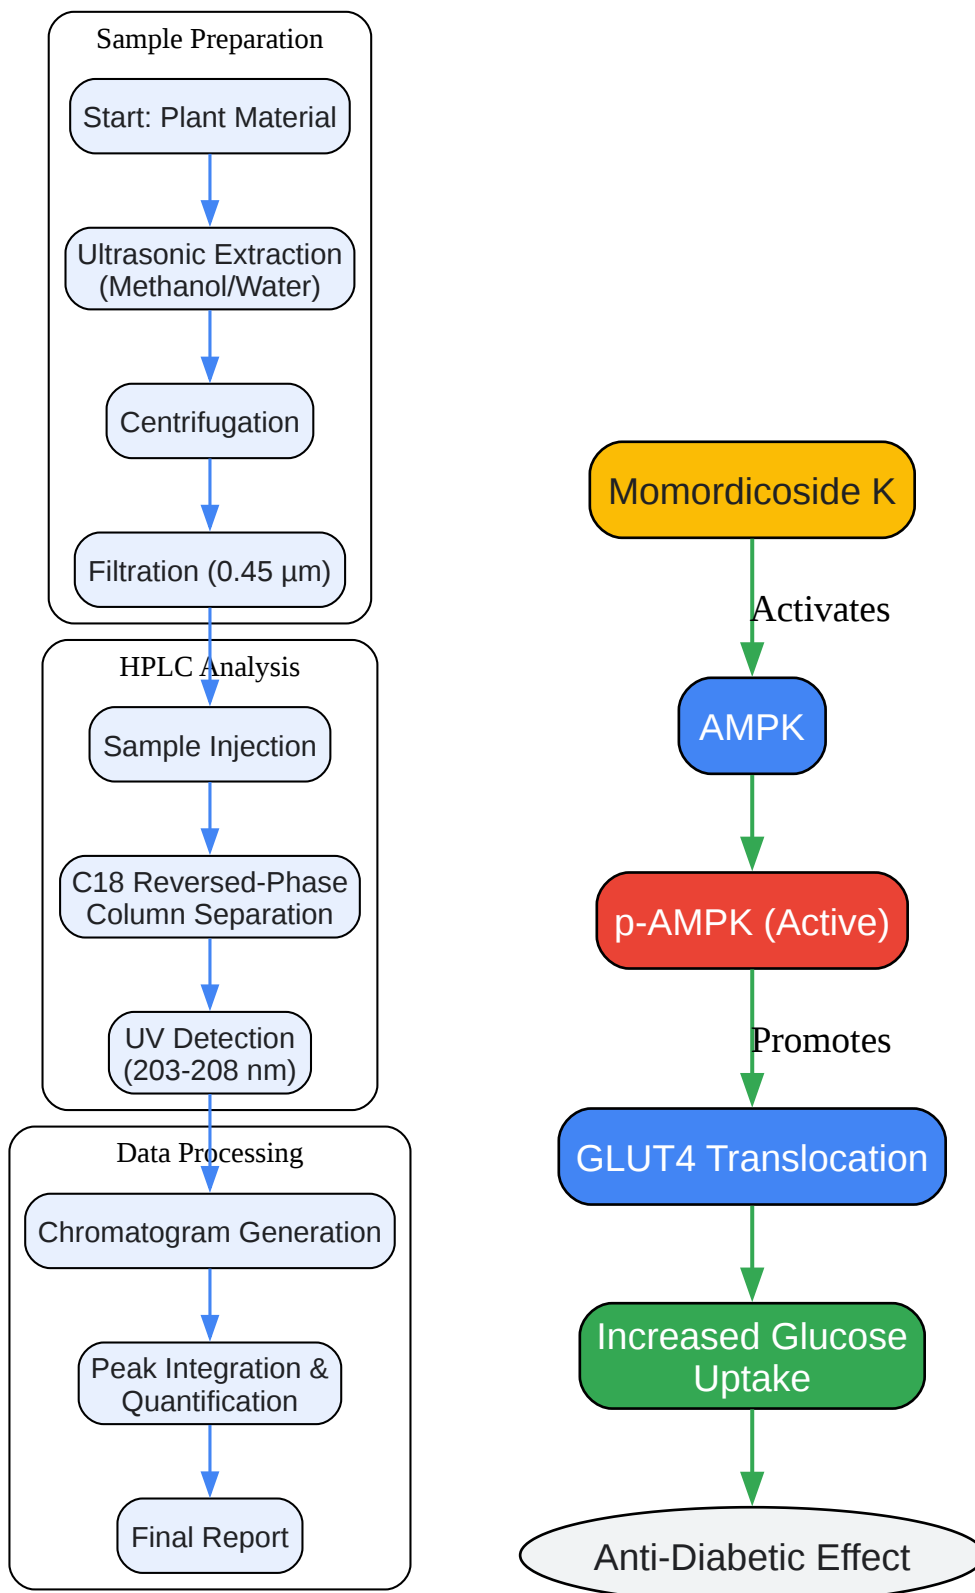 Sample Preparation
Start: Plant Material
Ultrasonic Extraction
(Methanol/Water)
Centrifugation
Filtration (0.45 µm)
HPLC Analysis
Sample Injection
C18 Reversed-Phase
Column Separation
UV Detection
(203-208 nm)
Data Processing
Chromatogram Generation
Peak Integration &
Quantification
Final Report
Momordicoside K
Activates
AMPK
p-AMPK (Active)
Promotes
GLUT4 Translocation
Increased Glucose
Uptake
Anti-Diabetic Effect